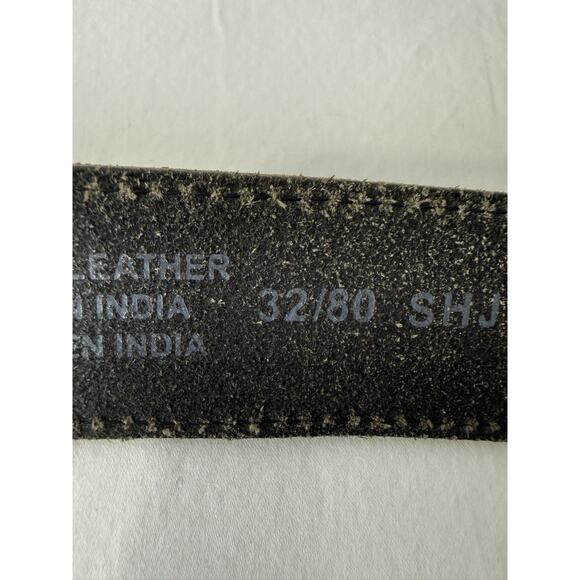 LEATHER
INDIA 32/80 SHJ
EN INDIA